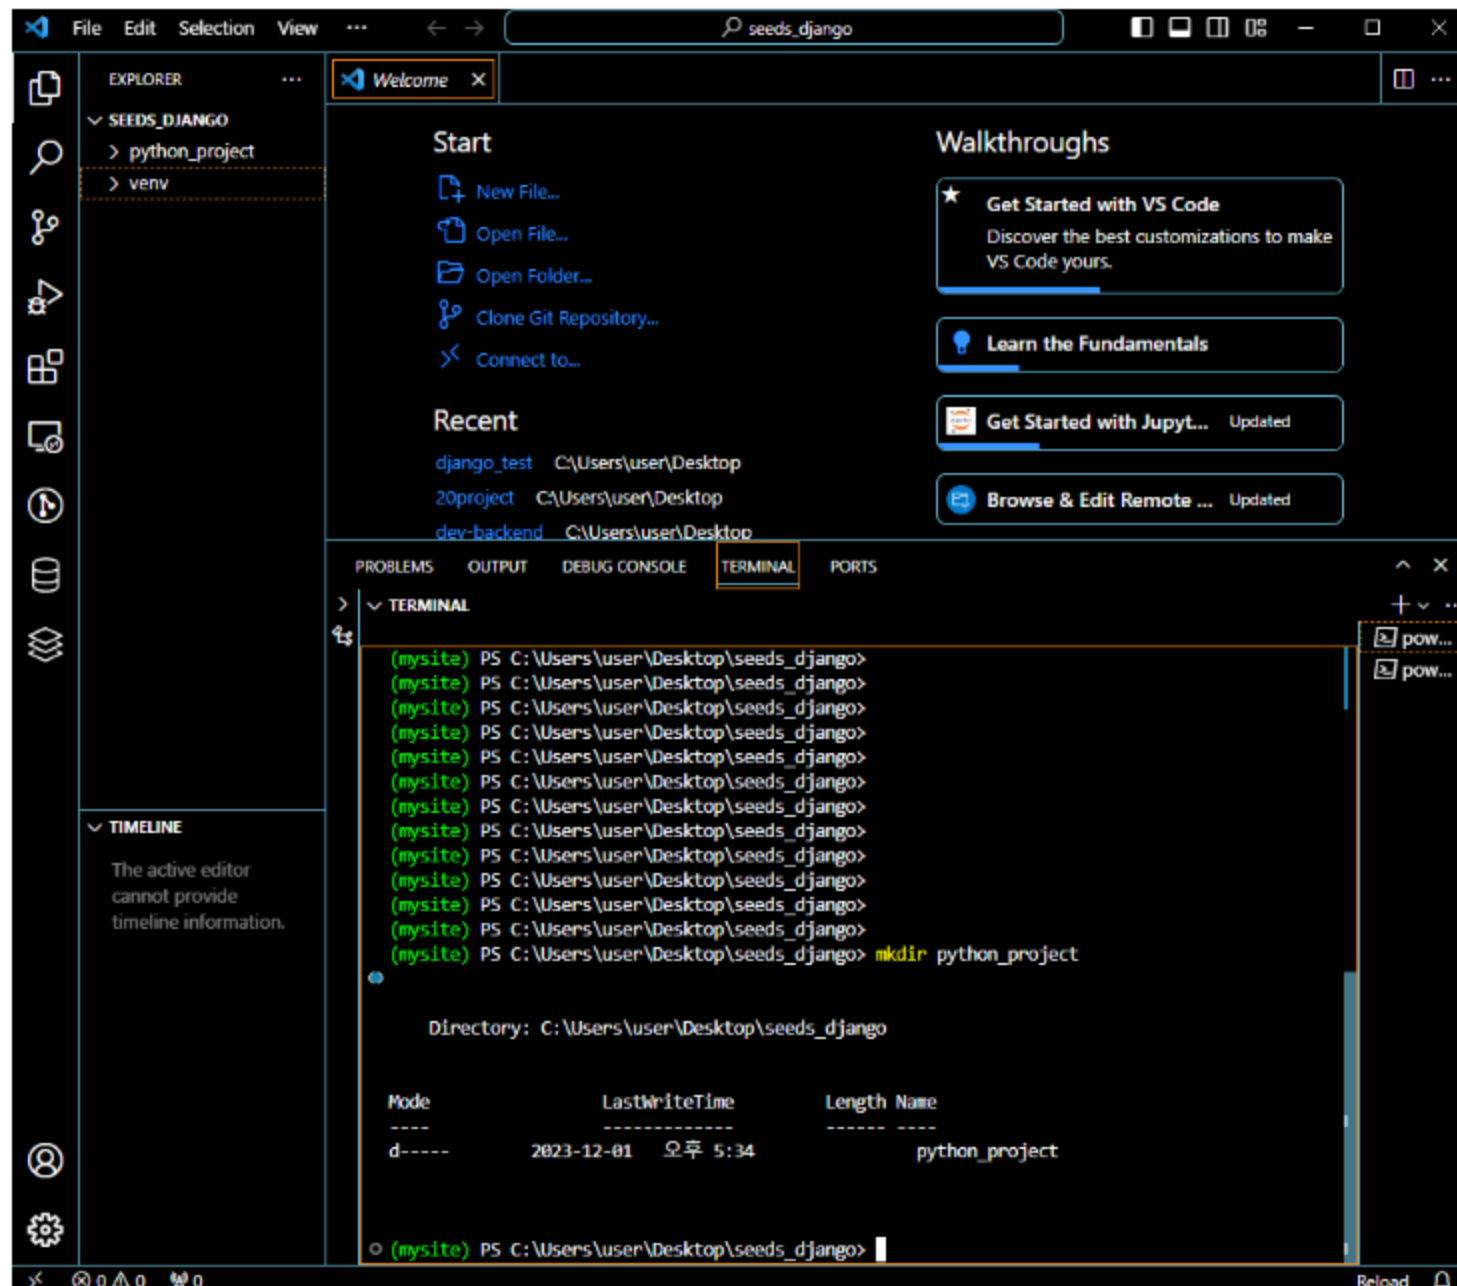 File Edit Selection View ··· seeds_django
EXPLORER ···
SEEDS_DJANGO
python_project
venv
TIMELINE
The active editor
cannot provide
timeline information.
Welcome
Start
New File...
Open File...
Open Folder...
Clone Git Repository...
Connect to...
Recent
django_test C:\Users\user\Desktop
20project C:\Users\user\Desktop
dev-backend C:\Users\user\Desktop
Walkthroughs
Get Started with VS Code
Discover the best customizations to make
VS Code yours.
Learn the Fundamentals
Get Started with Jupyt... Updated
Browse & Edit Remote ... Updated
PROBLEMS OUTPUT DEBUG CONSOLE TERMINAL PORTS
TERMINAL
pow...
pow...
(mysite) PS C:\Users\user\Desktop\seeds_django>
(mysite) PS C:\Users\user\Desktop\seeds_django>
(mysite) PS C:\Users\user\Desktop\seeds_django>
(mysite) PS C:\Users\user\Desktop\seeds_django>
(mysite) PS C:\Users\user\Desktop\seeds_django>
(mysite) PS C:\Users\user\Desktop\seeds_django>
(mysite) PS C:\Users\user\Desktop\seeds_django>
(mysite) PS C:\Users\user\Desktop\seeds_django>
(mysite) PS C:\Users\user\Desktop\seeds_django>
(mysite) PS C:\Users\user\Desktop\seeds_django>
(mysite) PS C:\Users\user\Desktop\seeds_django>
(mysite) PS C:\Users\user\Desktop\seeds_django>
(mysite) PS C:\Users\user\Desktop\seeds_django> mkdir python_project
Directory: C:\Users\user\Desktop\seeds_django
Mode LastWriteTime Length Name
---- ------------- ------ ----
d----- 2023-12-01 오후 5:34 python_project
(mysite) PS C:\Users\user\Desktop\seeds_django>
0 0 0 Reload